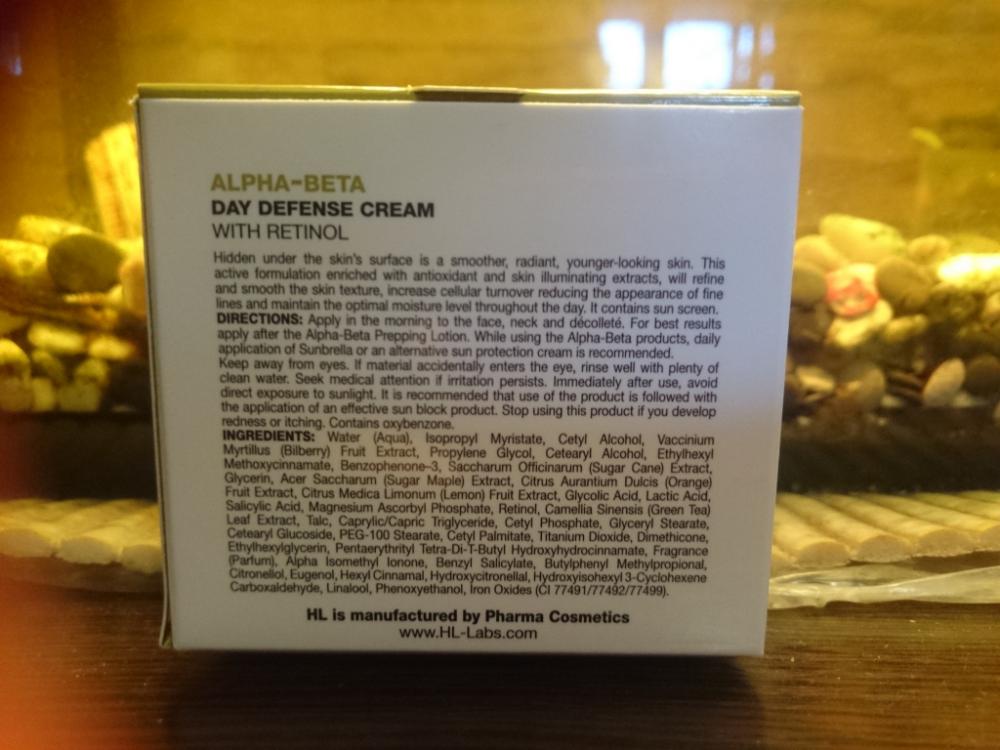 ALPHA-BETA
DAY DEFENSE CREAM
WITH RETINOL
Hidden under the skin's surface is a smoother, radiant, younger-looking skin. This
active formulation enriched with antioxidant and skin illuminating extracts, will refine
and smooth the skin texture, increase cellular turnover reducing the appearance of fine
lines and maintain the optimal moisture level throughout the day. It contains sun screen.
DIRECTIONS: Apply in the morning to the face, neck and décolleté. For best results
apply after the Alpha-Beta Prepping Lotion. While using the Alpha-Beta products, daily
application of Sunbrella or an alternative sun protection cream is recommended.
Keep away from eyes. If material accidentally enters the eye, rinse well with plenty of
clean water. Seek medical attention if irritation persists. Immediately after use, avoid
direct exposure to sunlight. It is recommended that use of the product is followed with
the application of an effective sun block product. Stop using this product if you develop
redness or itching. Contains oxybenzone.
INGREDIENTS: Water (Aqua), Isopropyl Myristate, Cetyl Alcohol, Vaccinium
Myrtillus (Bilberry) Fruit Extract, Propylene Glycol, Cetearyl Alcohol, Ethylhexyl
Methoxycinnamate, Benzophenone-3, Saccharum Officinarum (Sugar Cane) Extract,
Glycerin, Acer Saccharum (Sugar Maple) Extract, Citrus Aurantium Dulcis (Orange)
Fruit Extract, Citrus Medica Limonum (Lemon) Fruit Extract, Glycolic Acid, Lactic Acid,
Salicylic Acid, Magnesium Ascorbyl Phosphate, Retinol, Camellia Sinensis (Green Tea)
Leaf Extract, Talc, Caprylic/Capric Triglyceride, Cetyl Phosphate, Glyceryl Stearate,
Cetearyl Glucoside, PEG-100 Stearate, Cetyl Palmitate, Titanium Dioxide, Dimethicone,
Ethylhexylglycerin, Pentaerythrityl Tetra-Di-T-Butyl Hydroxyhydrocinnamate, Fragrance
(Parfum), Alpha Isomethyl Ionone, Benzyl Salicylate, Butylphenyl Methylpropional,
Citronellol, Eugenol, Hexyl Cinnamal, Hydroxycitronellal, Hydroxyisohexyl 3-Cyclohexene
Carboxaldehyde, Linalool, Phenoxyethanol, Iron Oxides (CI 77491/77492/77499).
HL is manufactured by Pharma Cosmetics
www.HL-Labs.com